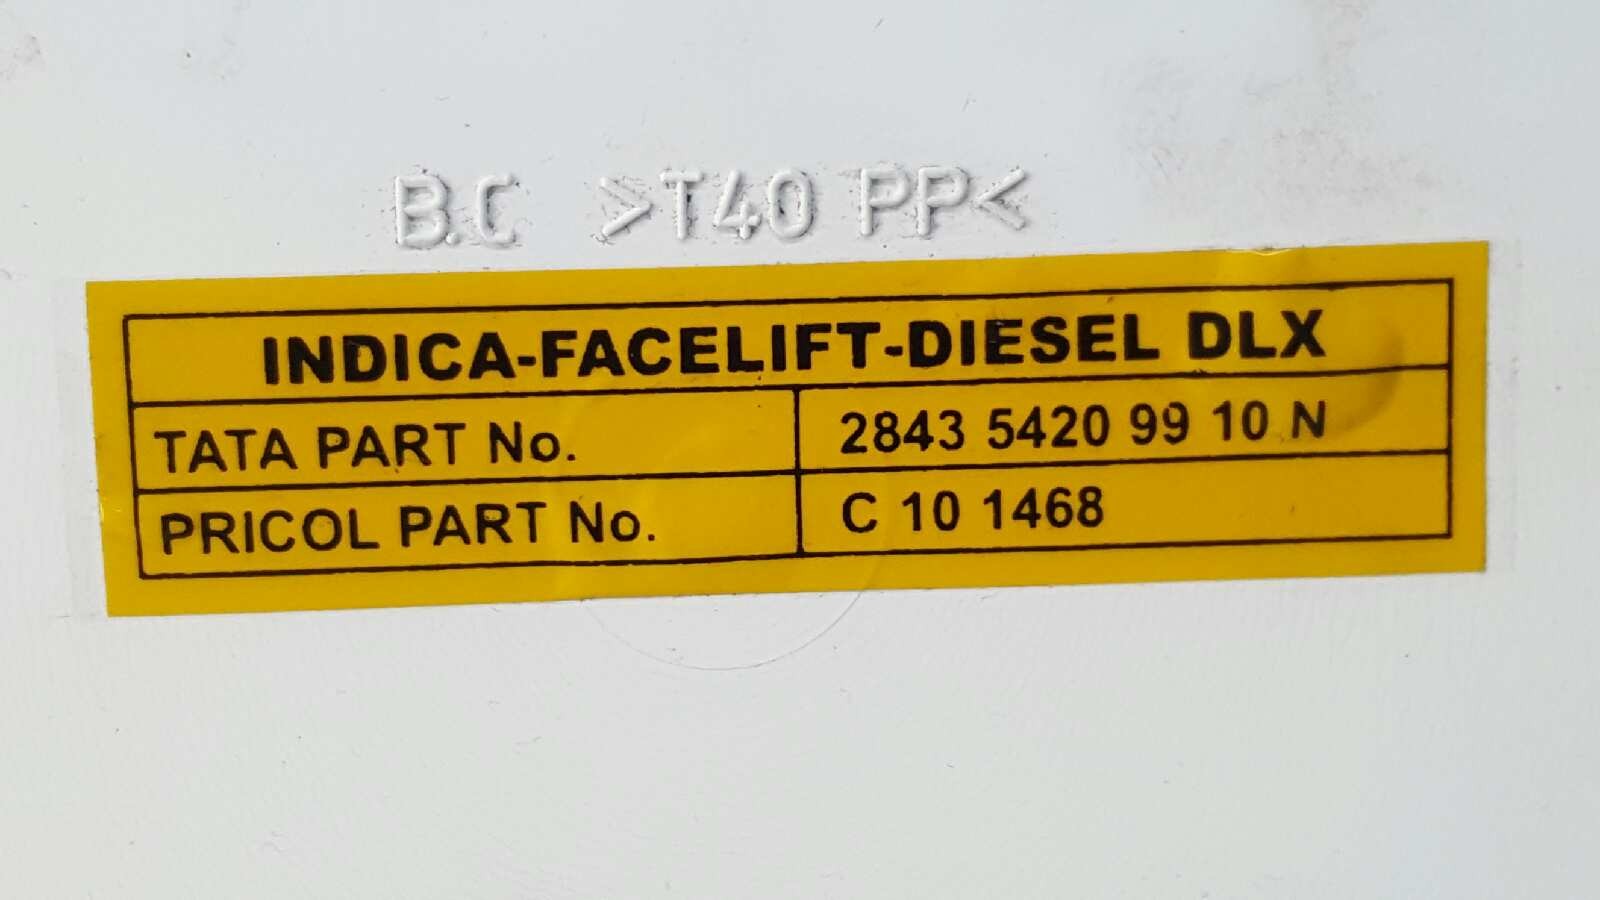 B.C >T40 PP<
INDICA-FACELIFT-DIESEL DLX
TATA PART No. 2843 5420 99 10 N
PRICOL PART No. C 10 1468